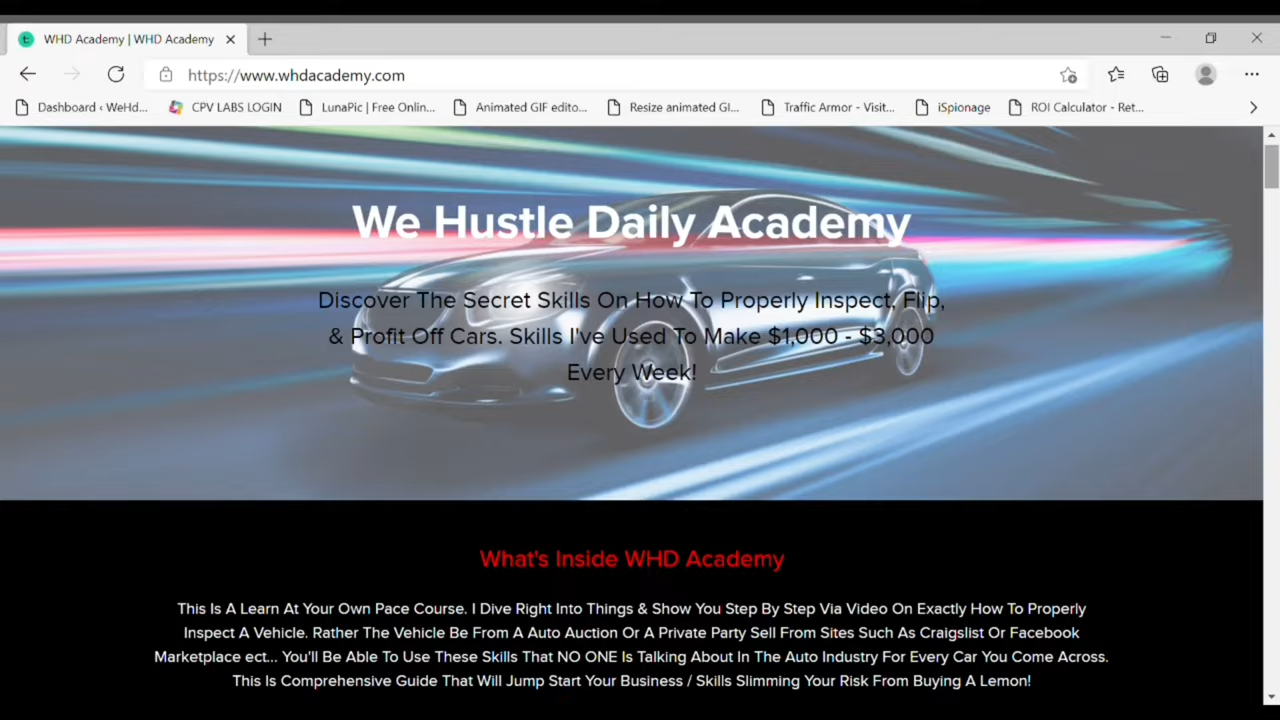 WHD Academy | WHD Academy
https://www.whdacademy.com
Dashboard ‹ WeHd... CPV LABS LOGIN LunaPic | Free Onlin... Animated GIF edito... Resize animated GI... Traffic Armor - Visit... iSpionage ROI Calculator - Ret...
We Hustle Daily Academy
Discover The Secret Skills On How To Properly Inspect, Flip,
& Profit Off Cars. Skills I've Used To Make $1,000 - $3,000
Every Week!
What's Inside WHD Academy
This Is A Learn At Your Own Pace Course. I Dive Right Into Things & Show You Step By Step Via Video On Exactly How To Properly
Inspect A Vehicle. Rather The Vehicle Be From A Auto Auction Or A Private Party Sell From Sites Such As Craigslist Or Facebook
Marketplace ect... You'll Be Able To Use These Skills That NO ONE Is Talking About In The Auto Industry For Every Car You Come Across.
This Is Comprehensive Guide That Will Jump Start Your Business / Skills Slimming Your Risk From Buying A Lemon!